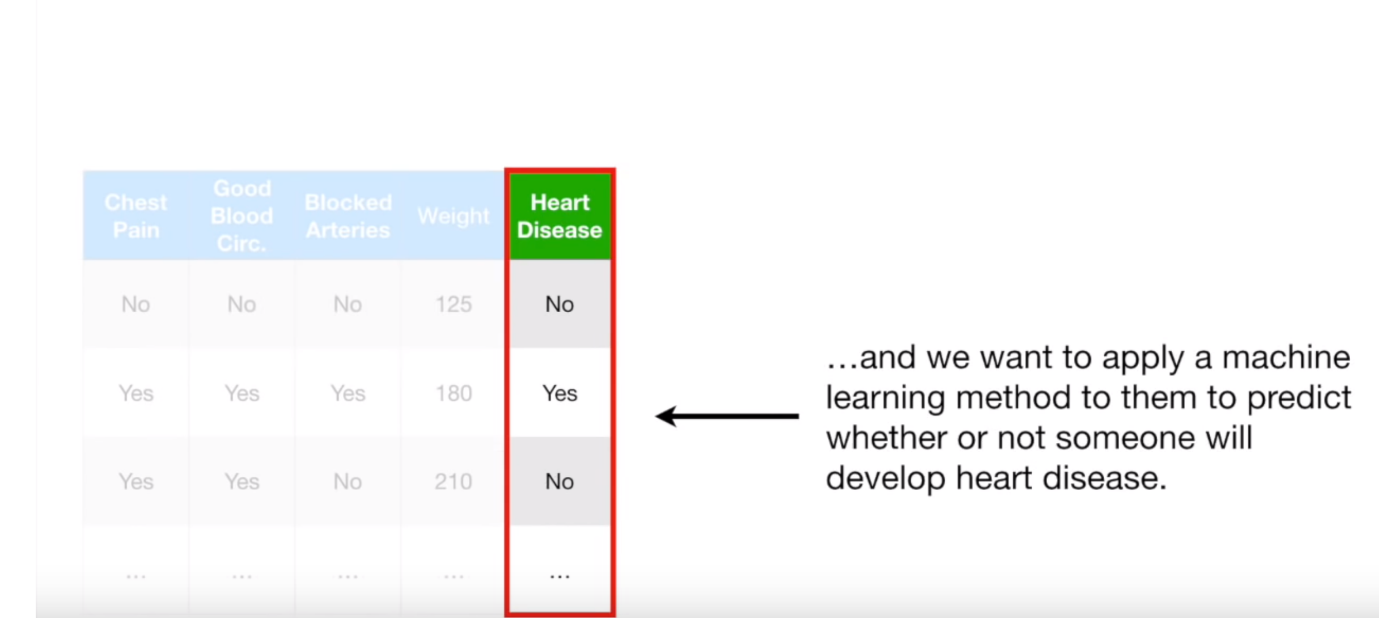 Chest Pain Good Blood Circ. Blocked Arteries Weight Heart Disease
No No No 125 No
Yes Yes Yes 180 Yes
Yes Yes No 210 No
... ... ... ... ...
…and we want to apply a machine
learning method to them to predict
whether or not someone will
develop heart disease.